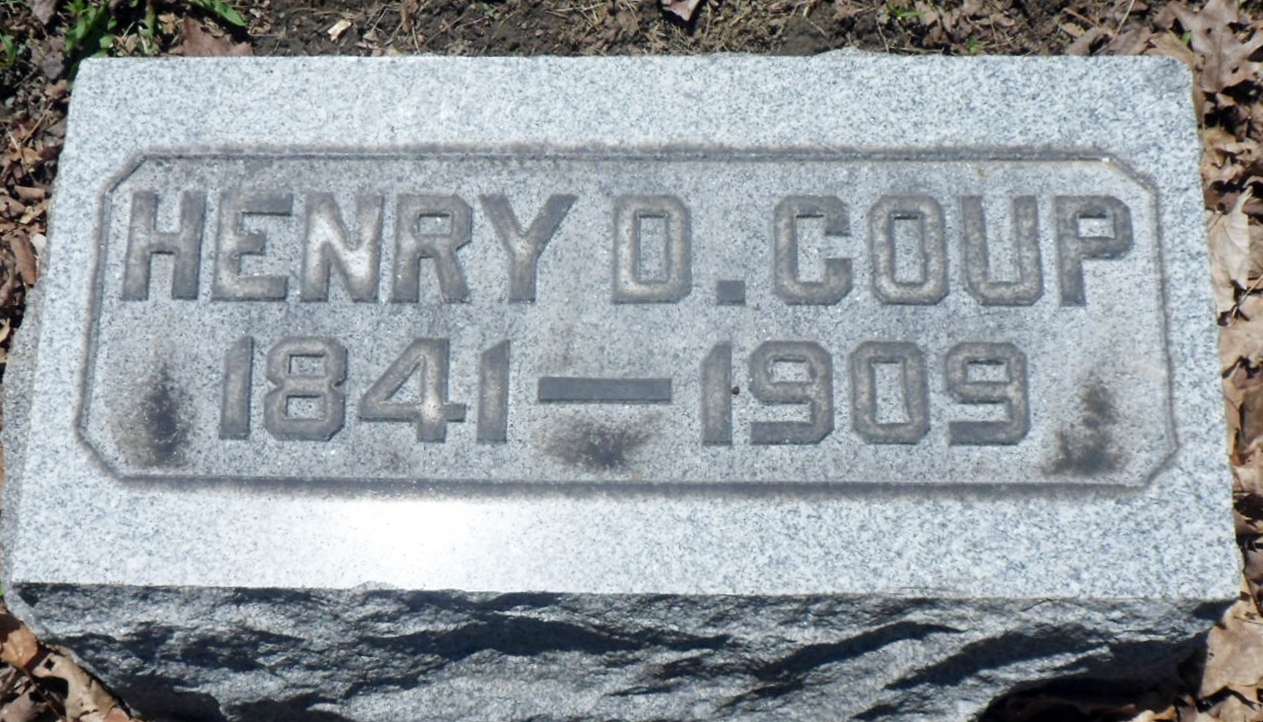 HENRY D. COUP
1841—1909